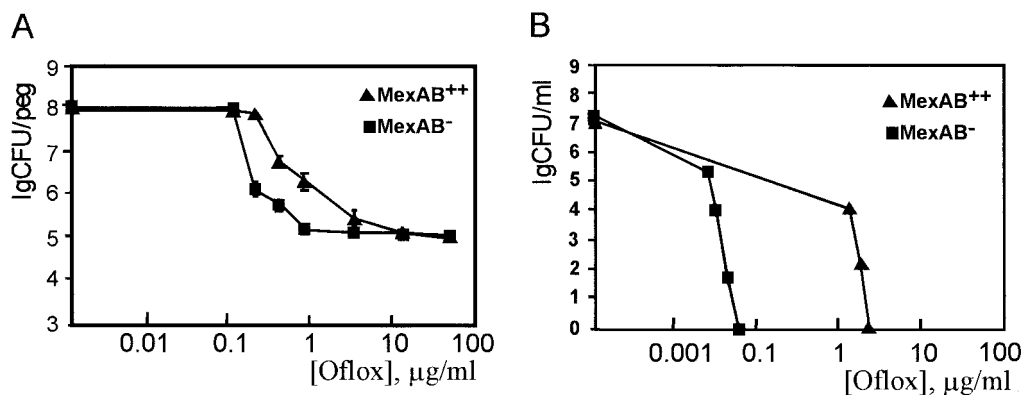 A
lgCFU/peg
9
8
7
6
5
4
3
MexAB++
MexAB-
0.01
0.1
1
10
100
[Oflox], µg/ml
B
lgCFU/ml
9
8
7
6
5
4
3
2
1
0
MexAB++
MexAB-
0.001
0.1
1
10
100
[Oflox], µg/ml